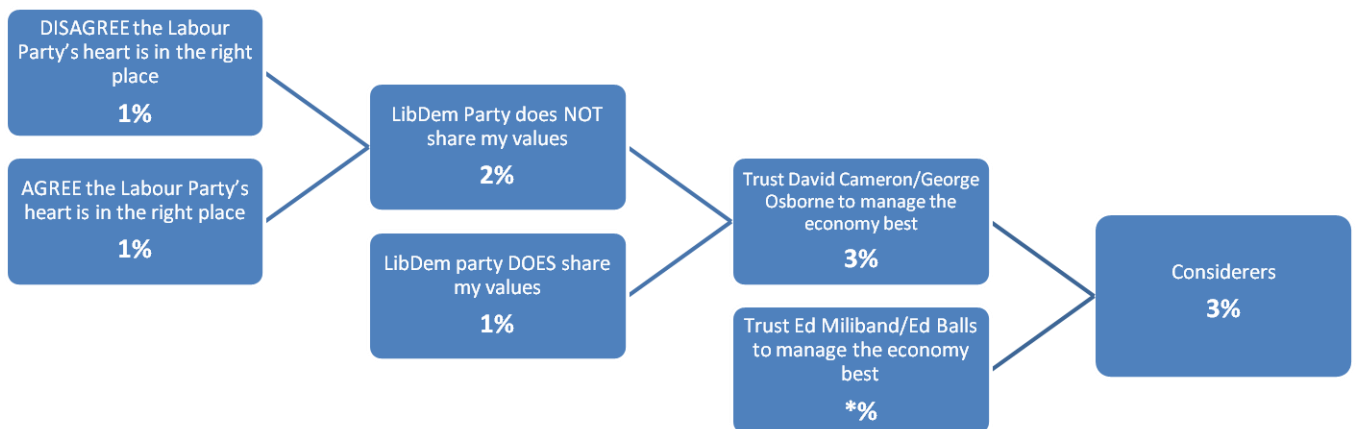 DISAGREE the Labour
Party's heart is in the right
place
1%
AGREE the Labour Party's
heart is in the right place
1%
LibDem Party does NOT
share my values
2%
LibDem party DOES share
my values
1%
Trust David Cameron/George
Osborne to manage the
economy best
3%
Trust Ed Miliband/Ed Balls
to manage the economy
best
*%
Considerers
3%